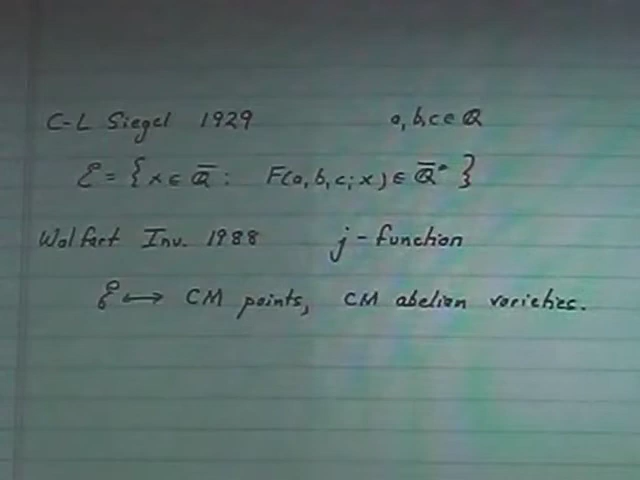 C-L Siegel 1929 a, b, c ∈ ℚ
ℰ = { x ∈ ℚ̅ : F(a, b, c; x) ∈ ℚ̅* }
Wolfart Inv. 1988 j-function
ℰ ⟷ CM points, CM abelian varieties.